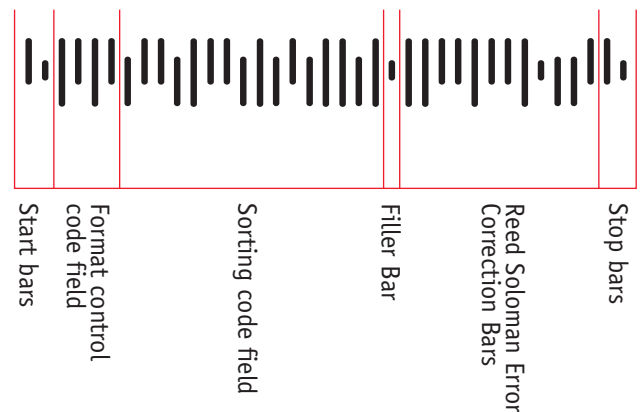 Start bars
Format control
code field
Sorting code field
Filler Bar
Reed Soloman Error
Correction Bars
Stop bars